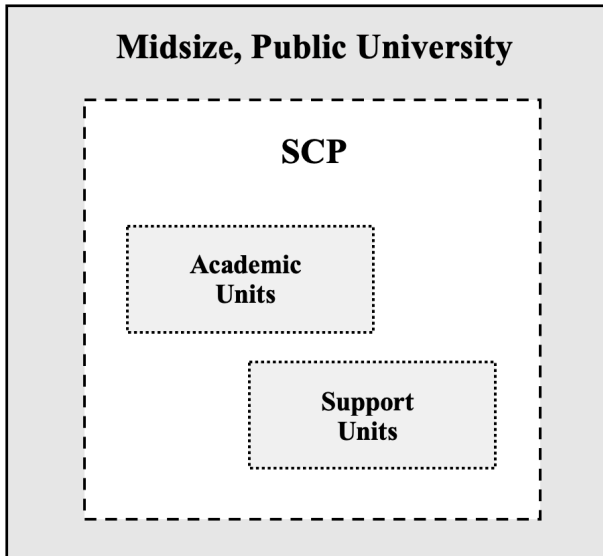 Midsize, Public University
SCP
Academic
Units
Support
Units